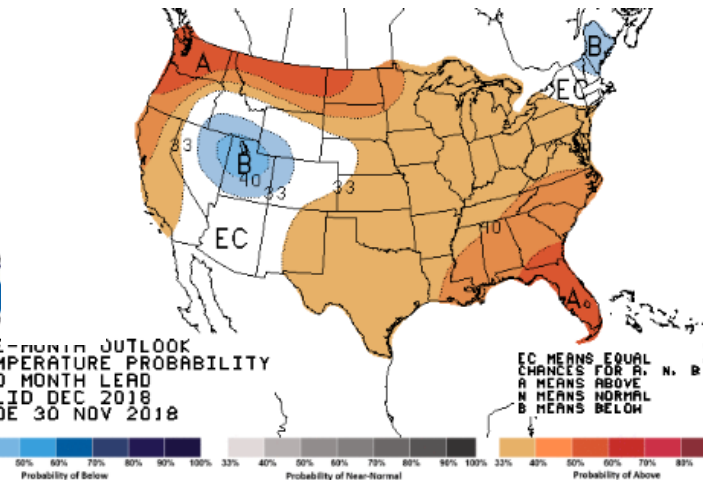 A
B
EC
33
B
40
33
33
EC
40
A
E-MONTH OUTLOOK
MPERATURE PROBABILITY
0 MONTH LEAD
LID DEC 2018
DE 30 NOV 2018
EC MEANS EQUAL
CHANCES FOR A, N, B
A MEANS ABOVE
N MEANS NORMAL
B MEANS BELOW
50% 60% 70% 80% 90% 100% 33% 40% 50% 60% 70% 80% 90% 100% 33% 40% 50% 60% 70% 80%
Probability of Below Probability of Near-Normal Probability of Above